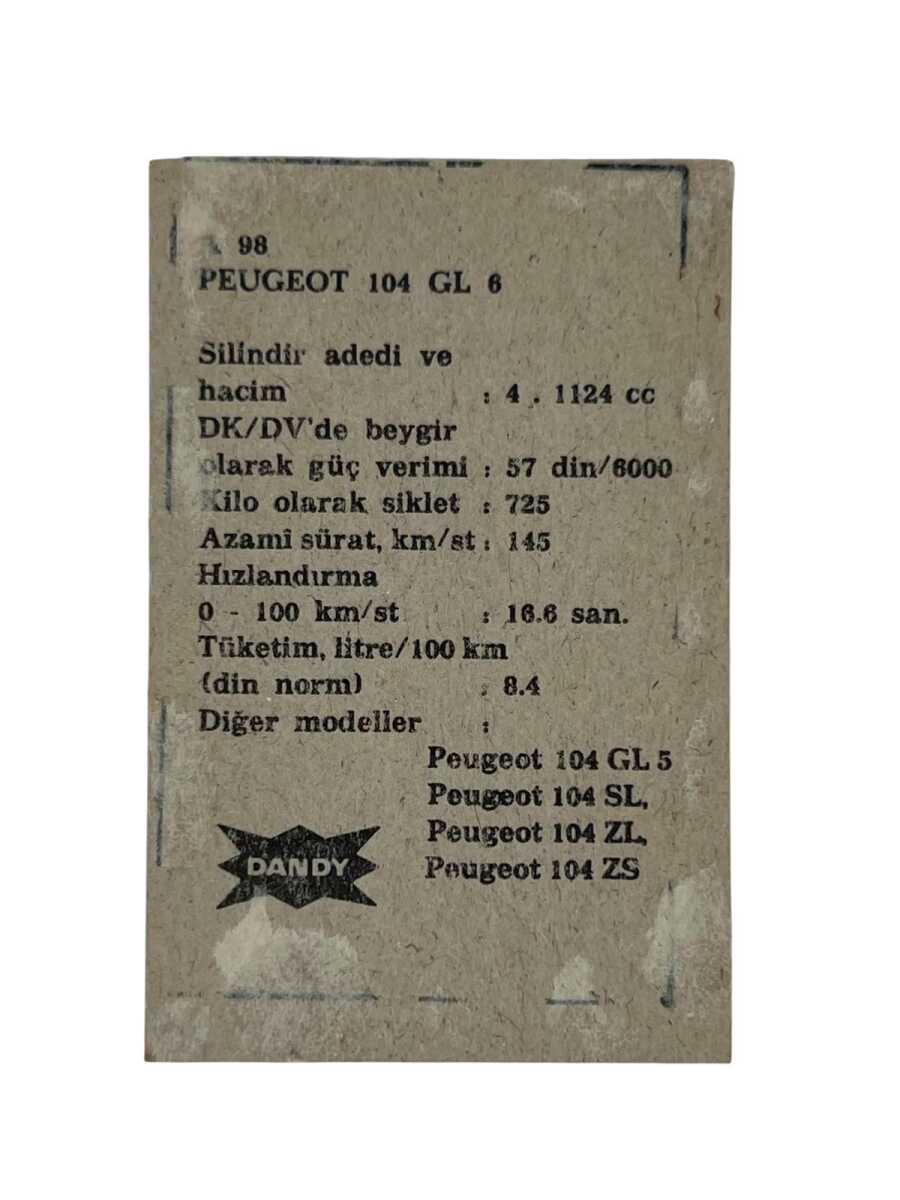 98
PEUGEOT 104 GL 6
Silindir adedi ve
hacim : 4 . 1124 cc
DK/DV'de beygir
olarak güç verimi : 57 din/6000
Kilo olarak siklet : 725
Azamî sürat, km/st : 145
Hızlandırma
0 - 100 km/st : 16.6 san.
Tüketim, litre/100 km
(din norm) : 8.4
Diğer modeller :
Peugeot 104 GL 5
Peugeot 104 SL,
Peugeot 104 ZL,
Peugeot 104 ZS
DANDY